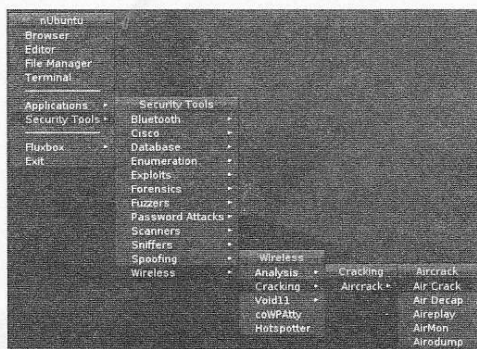 nUbuntu
Browser
Editor
File Manager
Terminal
Applications
Security Tools
Fluxbox
Exit
Security Tools
Bluetooth
Cisco
Database
Enumeration
Exploits
Forensics
Fuzzers
Password Attacks
Scanners
Sniffers
Spoofing
Wireless
Wireless
Analysis
Cracking
Void11
coWPAtty
Hotspotter
Cracking
Aircrack
Aircrack
Air Crack
Air Decap
Aireplay
AirMon
Airodump